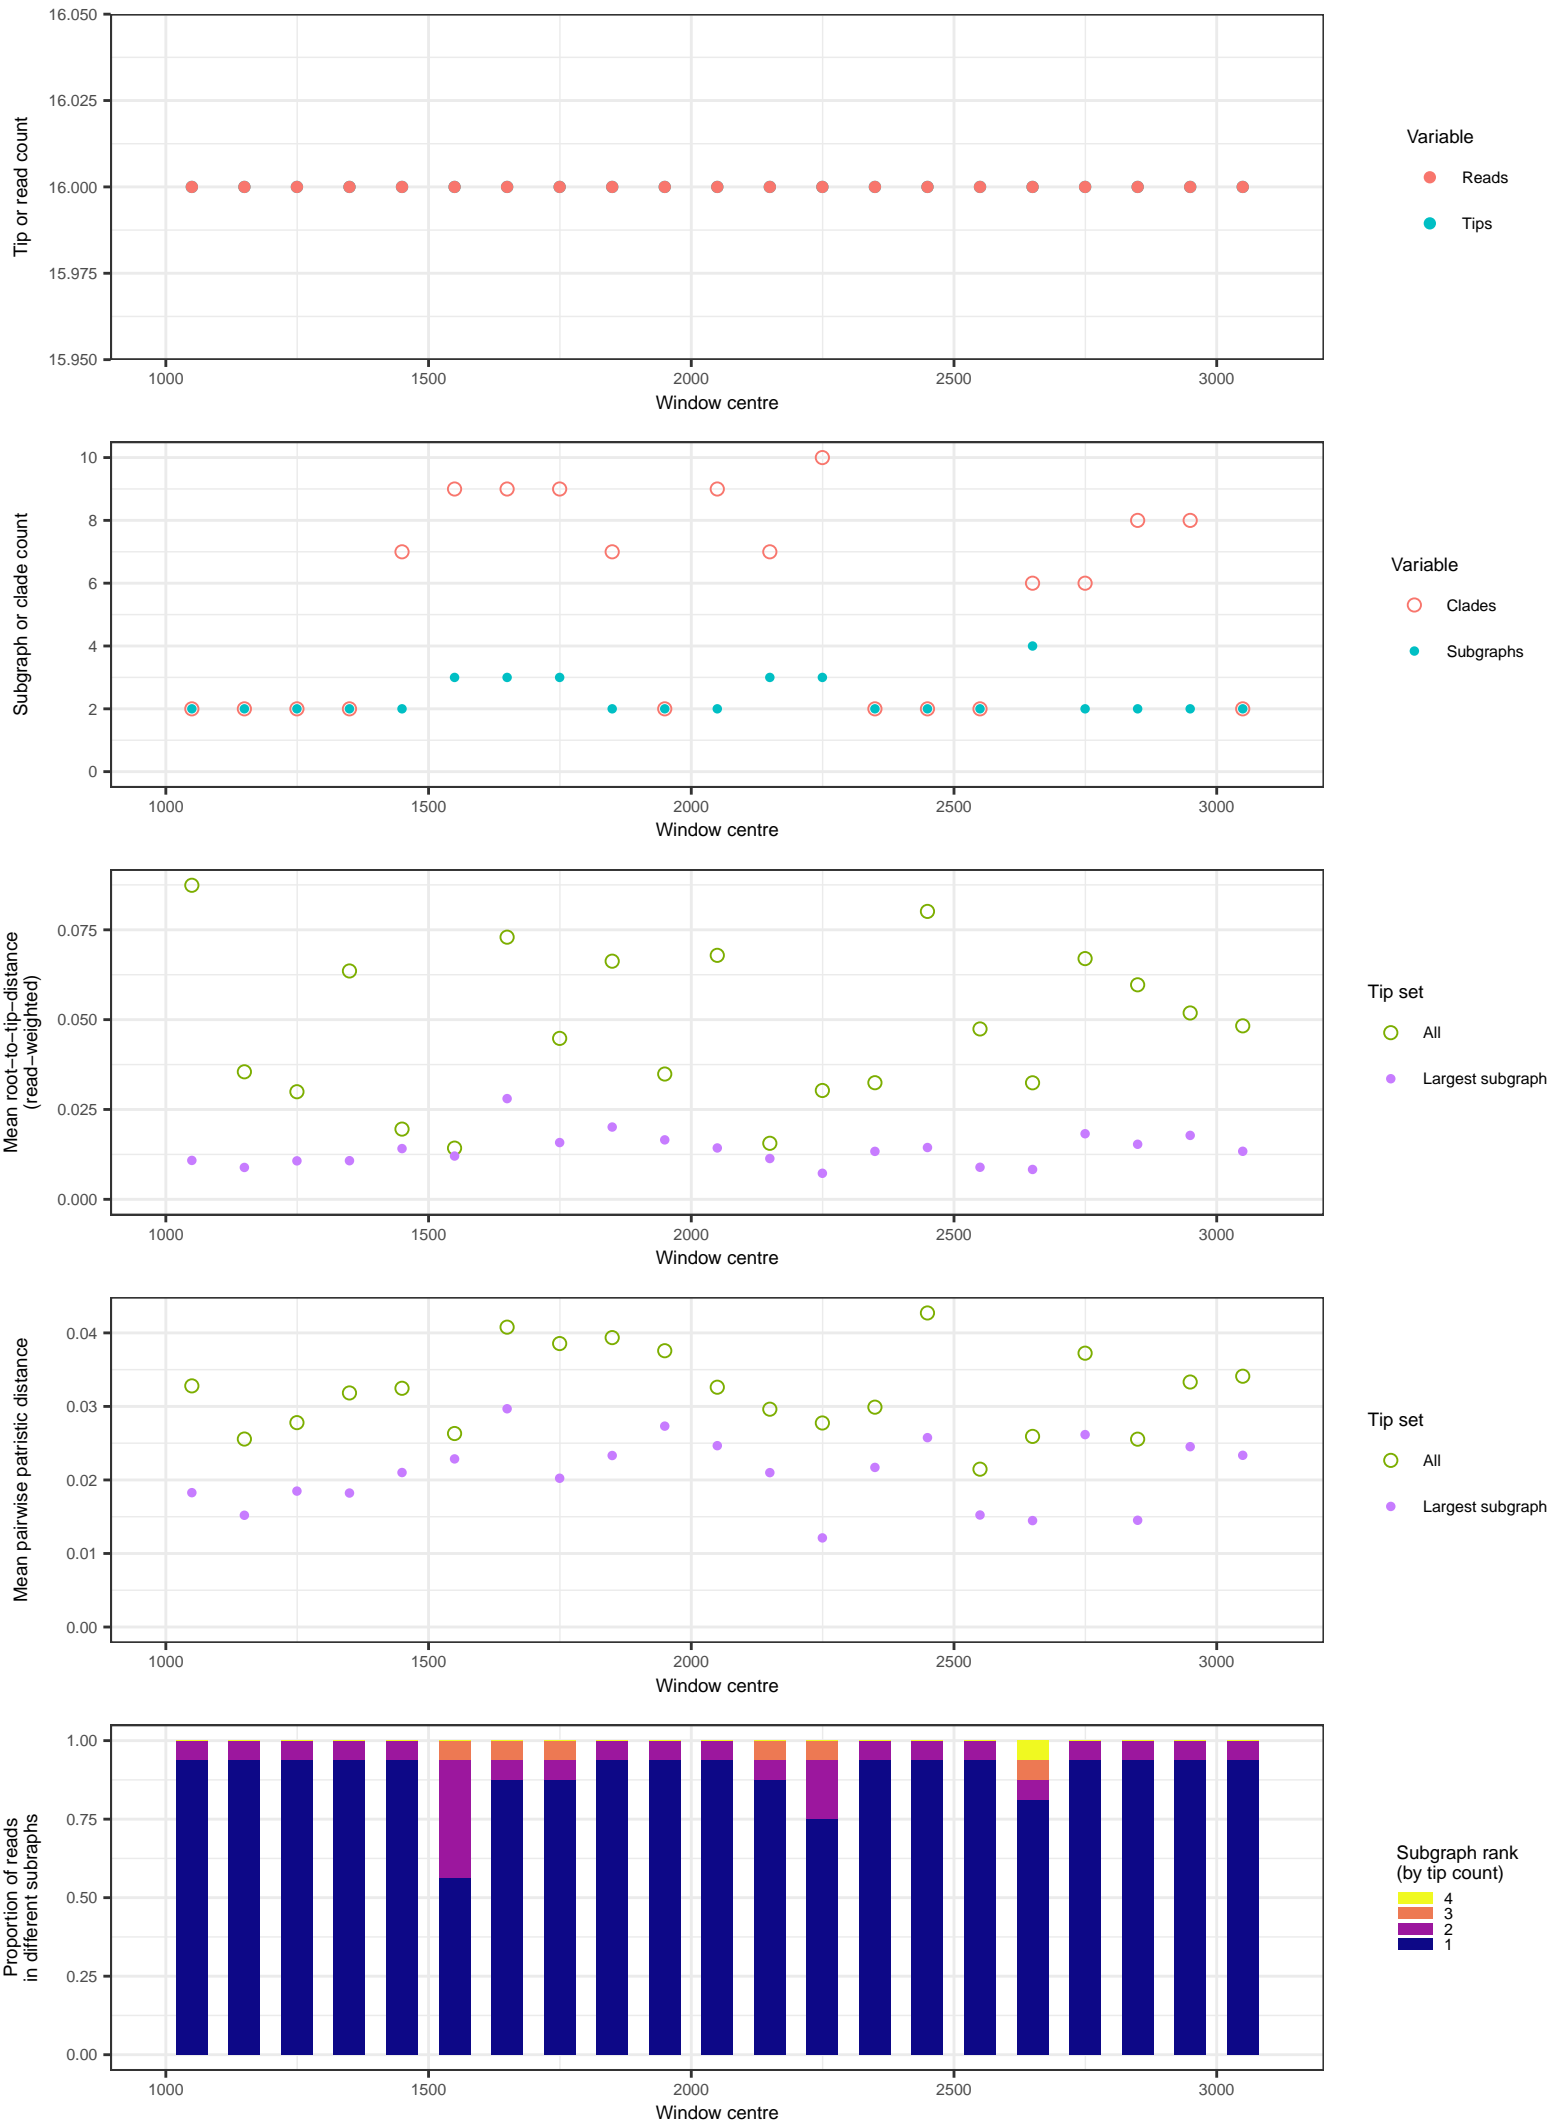 16.050
16.025
16.000
15.975
15.950
Tip or read count
1000 1500 2000 2500 3000
Window centre
Variable
Reads
Tips
10
8
6
4
2
0
Subgraph or clade count
1000 1500 2000 2500 3000
Window centre
Variable
Clades
Subgraphs
0.075
0.050
0.025
0.000
Mean root−to−tip−distance
(read−weighted)
1000 1500 2000 2500 3000
Window centre
Tip set
All
Largest subgraph
0.04
0.03
0.02
0.01
0.00
Mean pairwise patristic distance
1000 1500 2000 2500 3000
Window centre
Tip set
All
Largest subgraph
1.00
0.75
0.50
0.25
0.00
Proportion of reads
in different subraphs
1000 1500 2000 2500 3000
Window centre
Subgraph rank
(by tip count)
4
3
2
1